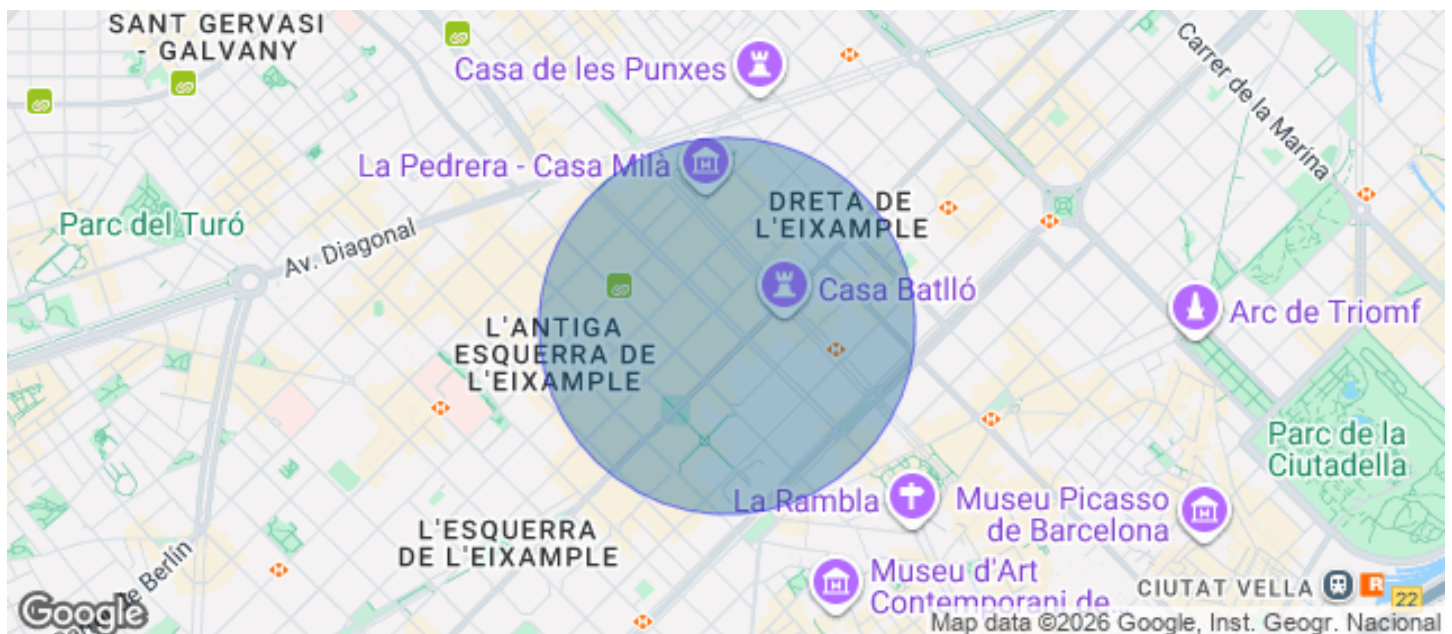 SANT GERVASI
- GALVANY
Casa de les Punxes
Carrer de la Marina
La Pedrera - Casa Milà
DRETA DE
L'EIXAMPLE
Parc del Turó
Av. Diagonal
Casa Batlló
Arc de Triomf
L'ANTIGA
ESQUERRA DE
L'EIXAMPLE
Parc de la
Ciutadella
La Rambla
Museu Picasso
de Barcelona
L'ESQUERRA
DE L'EIXAMPLE
de Berlín
Museu d'Art
Contemporani de...
CIUTAT VELLA
R
22
Google
Map data ©2026 Google, Inst. Geogr. Nacional